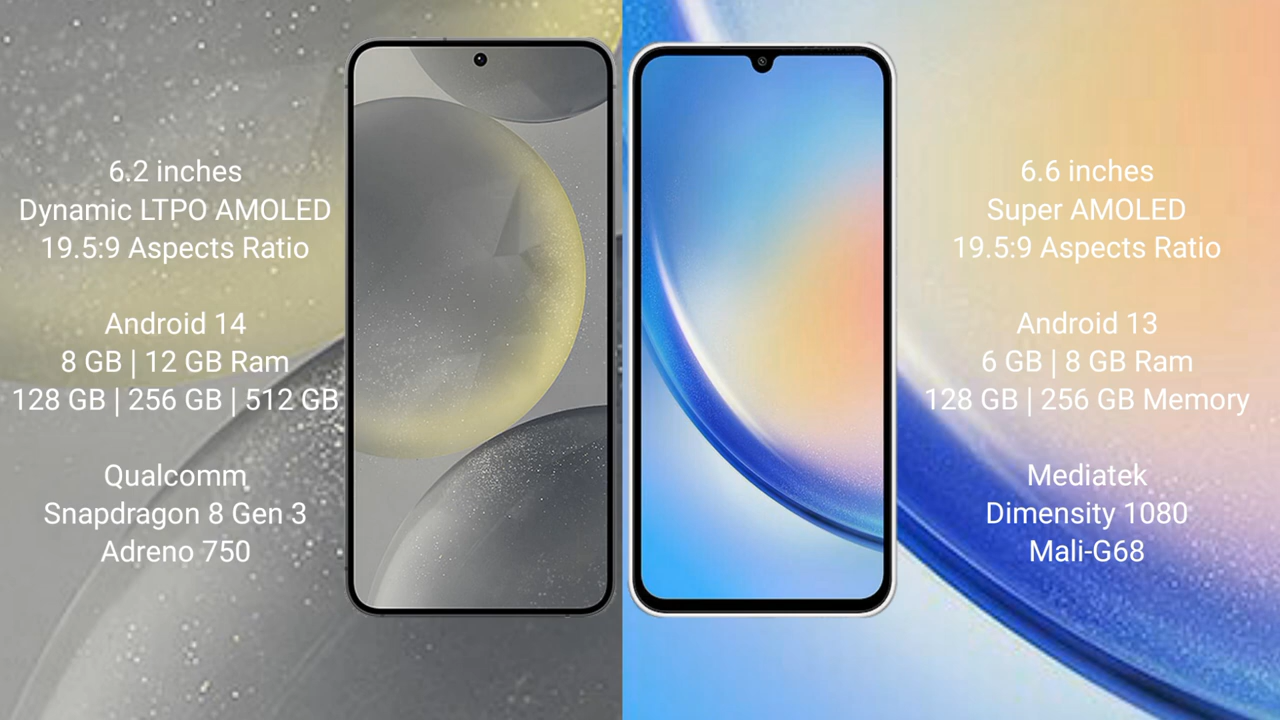 6.2 inches
Dynamic LTPO AMOLED
19.5:9 Aspects Ratio
Android 14
8 GB | 12 GB Ram
128 GB | 256 GB | 512 GB
Qualcomm
Snapdragon 8 Gen 3
Adreno 750
6.6 inches
Super AMOLED
19.5:9 Aspects Ratio
Android 13
6 GB | 8 GB Ram
128 GB | 256 GB Memory
Mediatek
Dimensity 1080
Mali-G68